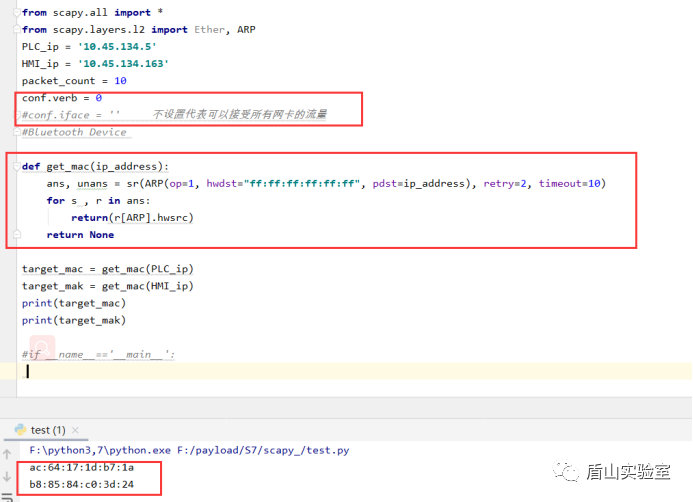 from scapy.all import *
from scapy.layers.l2 import Ether, ARP
PLC_ip = '10.45.134.5'
HMI_ip = '10.45.134.163'
packet_count = 10
conf.verb = 0
#conf.iface = '' 不设置代表可以接受所有网卡的流量
#Bluetooth Device
def get_mac(ip_address):
ans, unans = sr(ARP(op=1, hwdst="ff:ff:ff:ff:ff:ff", pdst=ip_address), retry=2, timeout=10)
for s , r in ans:
return(r[ARP].hwsrc)
return None
target_mac = get_mac(PLC_ip)
target_mak = get_mac(HMI_ip)
print(target_mac)
print(target_mak)
#if __name__=='__main__':
test (1) ×
F:\python3,7\python.exe F:/payload/S7/scapy_/test.py
ac:64:17:1d:b7:1a
b8:85:84:c0:3d:24
盾山实验室